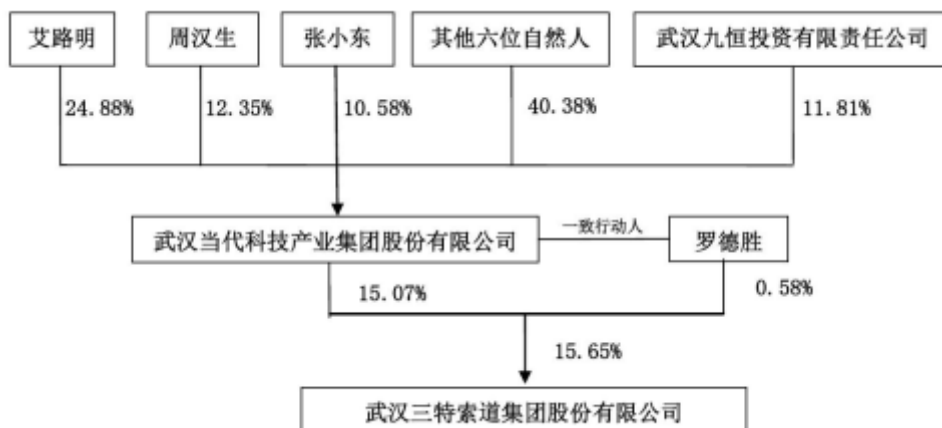 艾路明
周汉生
张小东
其他六位自然人
武汉九恒投资有限责任公司
24.88%
12.35%
10.58%
40.38%
11.81%
武汉当代科技产业集团股份有限公司
一致行动人
罗德胜
15.07%
0.58%
15.65%
武汉三特索道集团股份有限公司